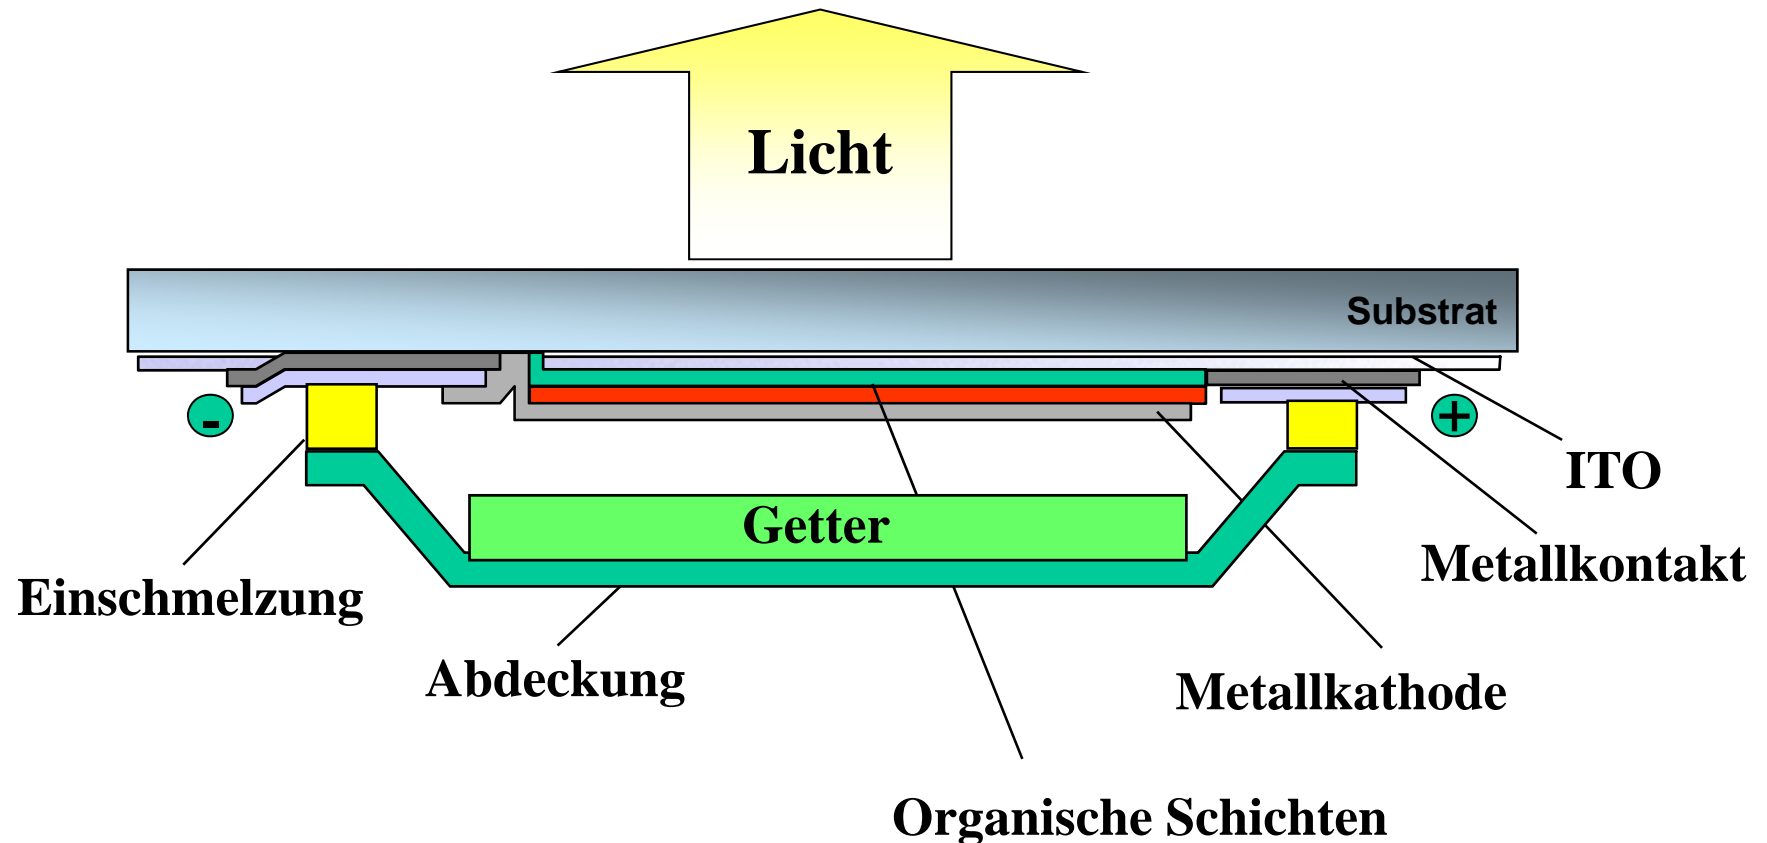 Licht
Substrat
-
+
ITO
Getter
Metallkontakt
Einschmelzung
Abdeckung
Metallkathode
Organische Schichten